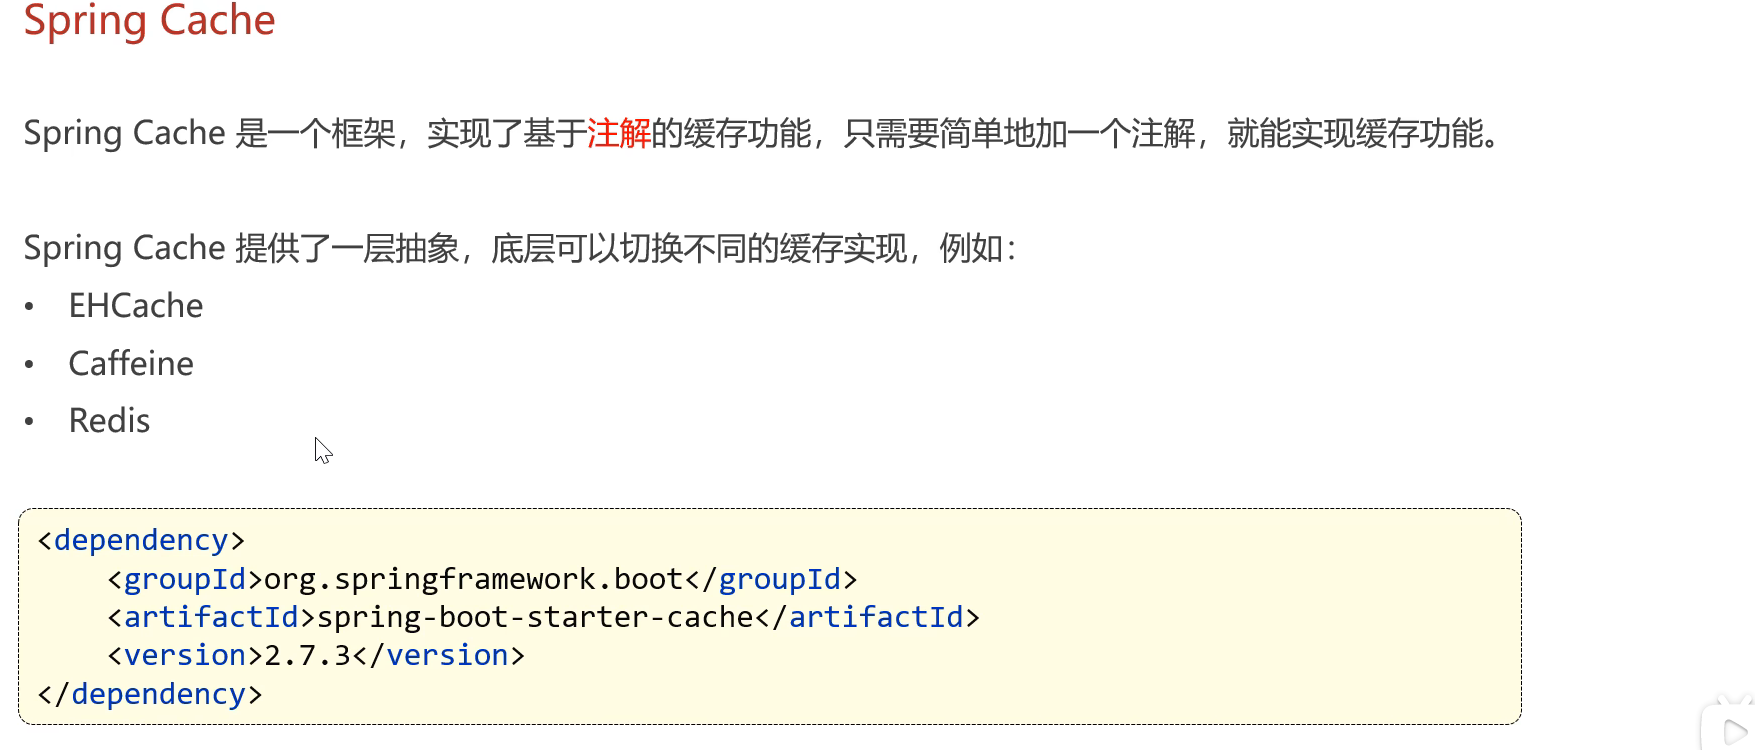 Spring Cache
Spring Cache 是一个框架，实现了基于注解的缓存功能，只需要简单地加一个注解，就能实现缓存功能。
Spring Cache 提供了一层抽象，底层可以切换不同的缓存实现，例如：
• EHCache
• Caffeine
• Redis
<dependency>
    <groupId>org.springframework.boot</groupId>
    <artifactId>spring-boot-starter-cache</artifactId>
    <version>2.7.3</version>
</dependency>